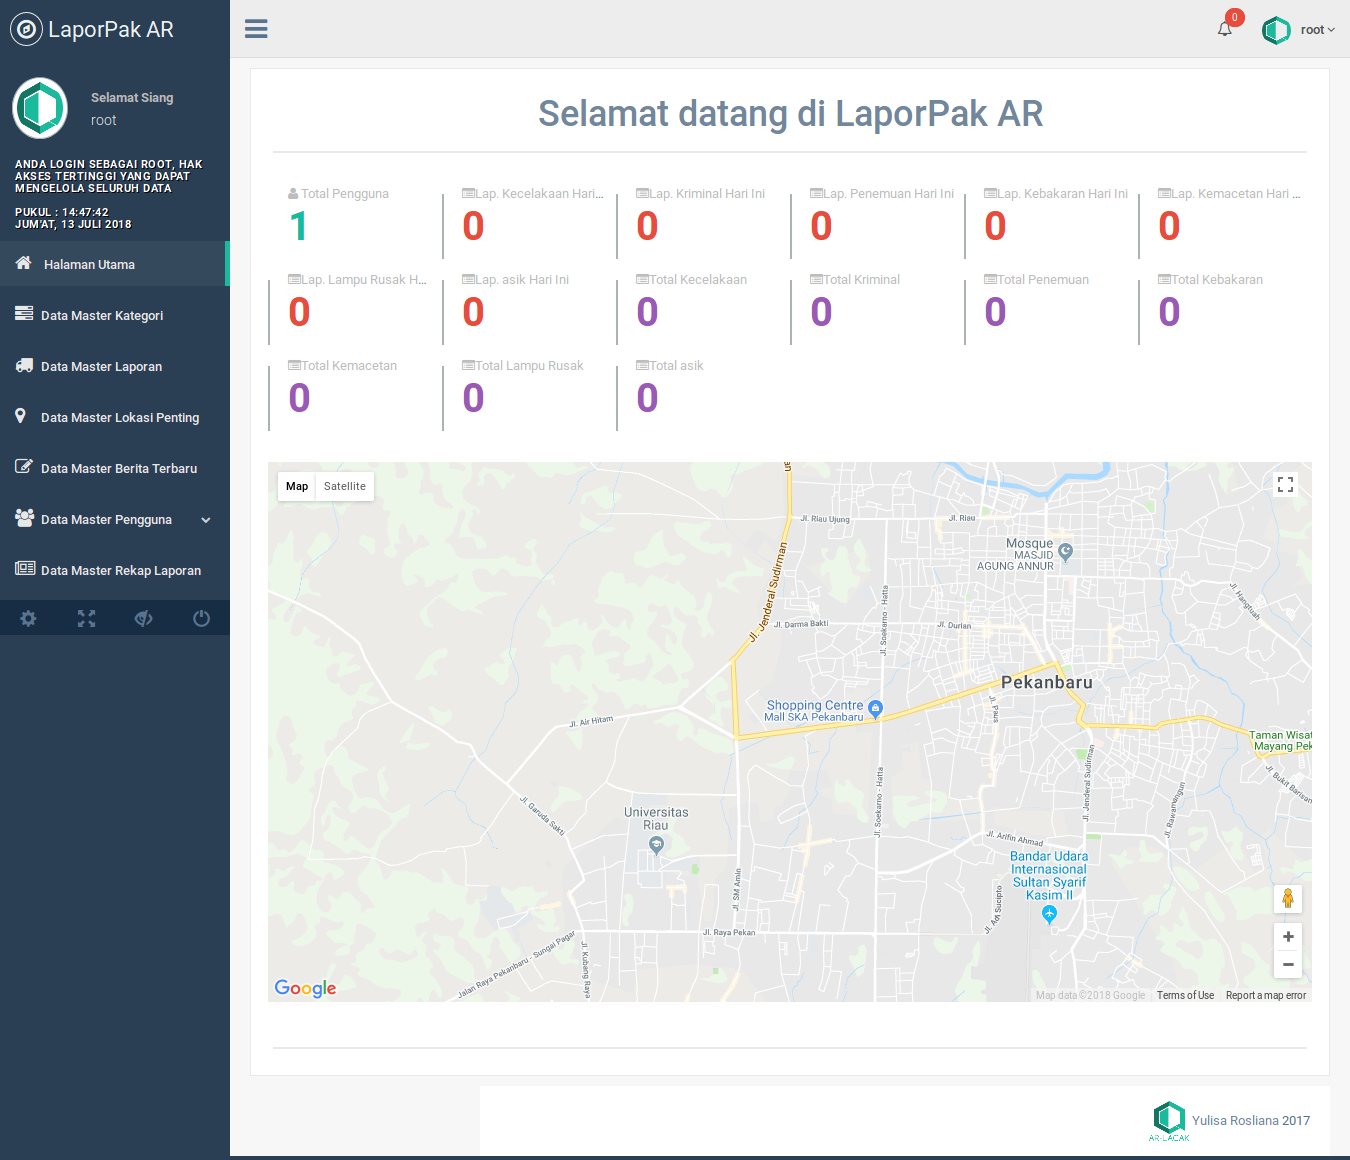 LaporPak AR
Selamat Siang
root
ANDA LOGIN SEBAGAI ROOT, HAK
AKSES TERTINGGI YANG DAPAT
MENGELOLA SELURUH DATA
PUKUL : 14:47:42
JUM'AT, 13 JULI 2018
Halaman Utama
Data Master Kategori
Data Master Laporan
Data Master Lokasi Penting
Data Master Berita Terbaru
Data Master Pengguna
Data Master Rekap Laporan
0
root
Selamat datang di LaporPak AR
Total Pengguna
1
Lap. Kecelakaan Hari...
0
Lap. Kriminal Hari Ini
0
Lap. Penemuan Hari Ini
0
Lap. Kebakaran Hari Ini
0
Lap. Kemacetan Hari ...
0
Lap. Lampu Rusak H...
0
Lap. asik Hari Ini
0
Total Kecelakaan
0
Total Kriminal
0
Total Penemuan
0
Total Kebakaran
0
Total Kemacetan
0
Total Lampu Rusak
0
Total asik
0
Map
Satellite
an
Jl. Riau Ujung
Jl. Riau
Mosque
MASJID
AGUNG ANNUR
Jl. Jenderal Sudirman
Jl. Soekarno - Hatta
Jl. Hangtuah
Jl. Darma Bakti
Jl. Durian
Pekanbaru
Shopping Centre
Mall SKA Pekanbaru
Jl. Air Hitam
Taman Wisat
Mayang Pek
Jl. Bukit Barisan
Jl. Garuda Sakti
Universitas
Riau
Jl. Soekarno - Hatta
Jl. Jenderal Sudirman
Jl. Rawamangun
Jl. Arifin Ahmad
Bandar Udara
Internasional
Sultan Syarif
Kasim II
Jl. SM Amin
Jl. Adi Sucipto
Jl. Raya Pekan
Jalan Raya Pekanbaru - Sungai Pagar
Jl. Kubang Raya
Google
Map data ©2018 Google
Terms of Use
Report a map error
AR-LACAK
Yulisa Rosliana 2017